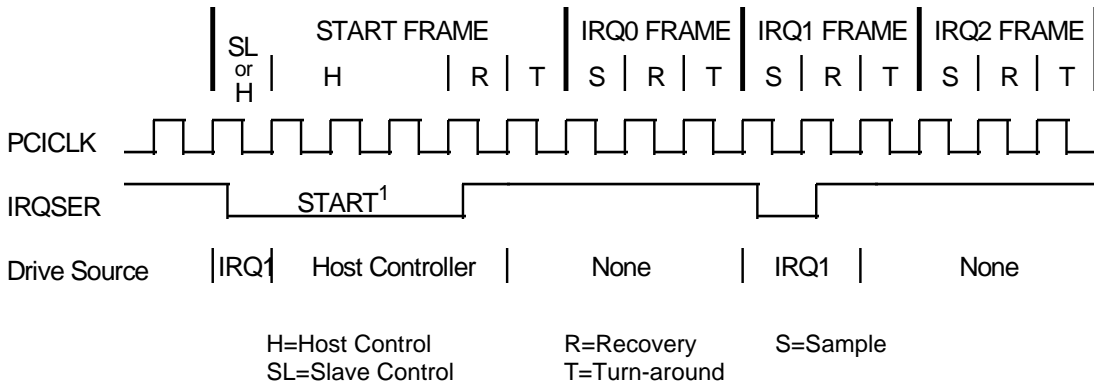 SL
or
H
START FRAME
IRQ0 FRAME
IRQ1 FRAME
IRQ2 FRAME
H
R
T
S
R
T
S
R
T
S
R
T
PCICLK
IRQSER
START1
Drive Source
IRQ1
Host Controller
None
IRQ1
None
H=Host Control
R=Recovery
S=Sample
SL=Slave Control
T=Turn-around